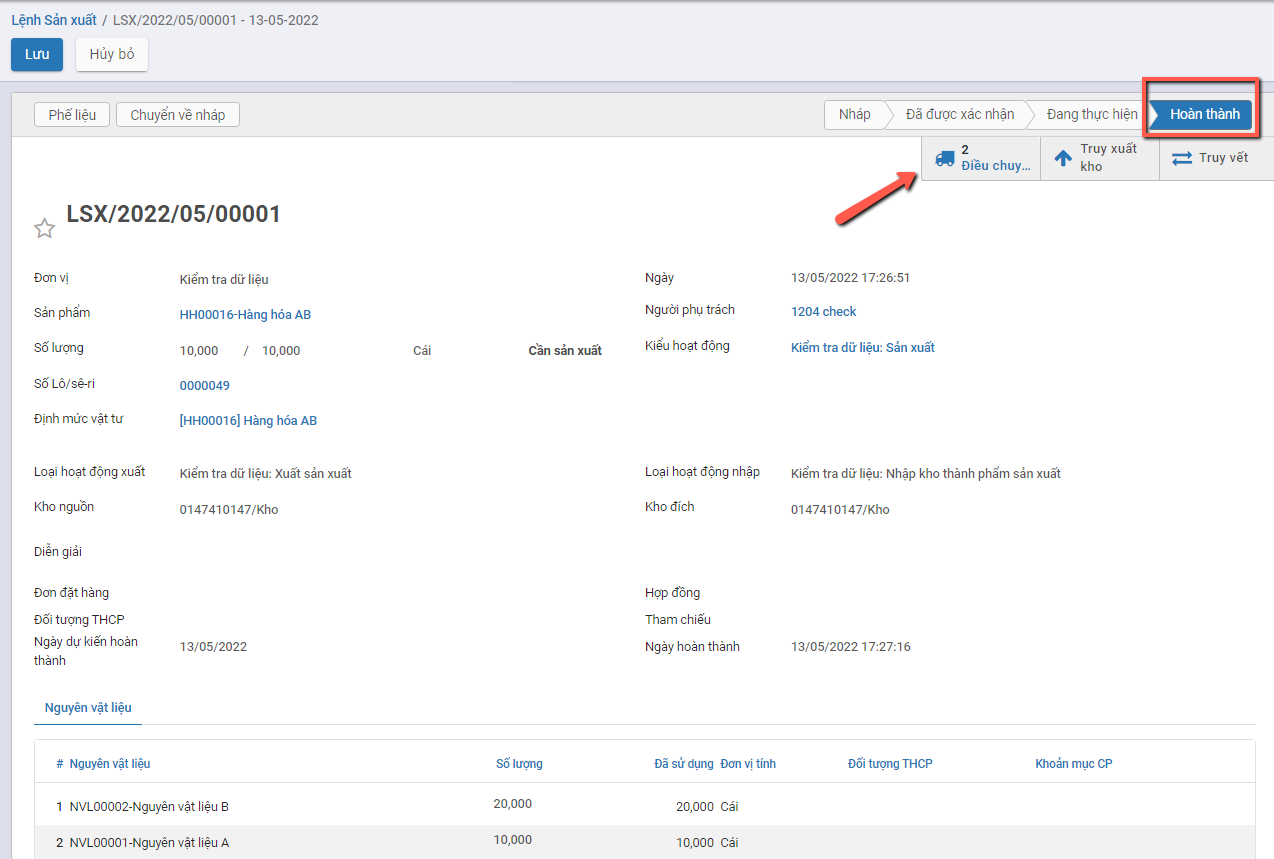 Lệnh Sản xuất / LSX/2022/05/00001 - 13-05-2022
Lưu Hủy bỏ
Phế liệu Chuyển về nháp Nháp Đã được xác nhận Đang thực hiện Hoàn thành
2
Điều chuy...
Truy xuất
kho
Truy vết
LSX/2022/05/00001
Đơn vị Kiểm tra dữ liệu Ngày 13/05/2022 17:26:51
Sản phẩm HH00016-Hàng hóa AB Người phụ trách 1204 check
Số lượng 10,000 / 10,000 Cái Cần sản xuất Kiểu hoạt động Kiểm tra dữ liệu: Sản xuất
Số Lô/sê-ri 0000049
Định mức vật tư [HH00016] Hàng hóa AB
Loại hoạt động xuất Kiểm tra dữ liệu: Xuất sản xuất Loại hoạt động nhập Kiểm tra dữ liệu: Nhập kho thành phẩm sản xuất
Kho nguồn 0147410147/Kho Kho đích 0147410147/Kho
Diễn giải
Đơn đặt hàng Hợp đồng
Đối tượng THCP Tham chiếu
Ngày dự kiến hoàn
thành
13/05/2022 Ngày hoàn thành 13/05/2022 17:27:16
Nguyên vật liệu
# Nguyên vật liệu Số lượng Đã sử dụng Đơn vị tính Đối tượng THCP Khoản mục CP
1 NVL00002-Nguyên vật liệu B 20,000 20,000 Cái
2 NVL00001-Nguyên vật liệu A 10,000 10,000 Cái